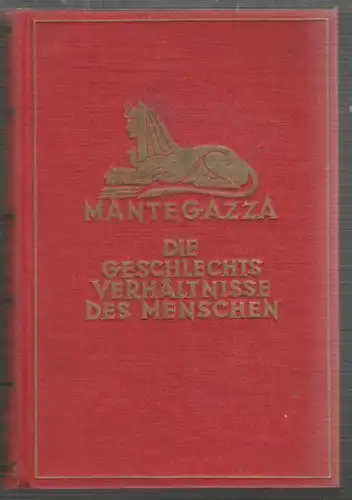 MANTEGAZZA
DIE
GESCHLECHTS
VERHÄLTNISSE
DES MENSCHEN